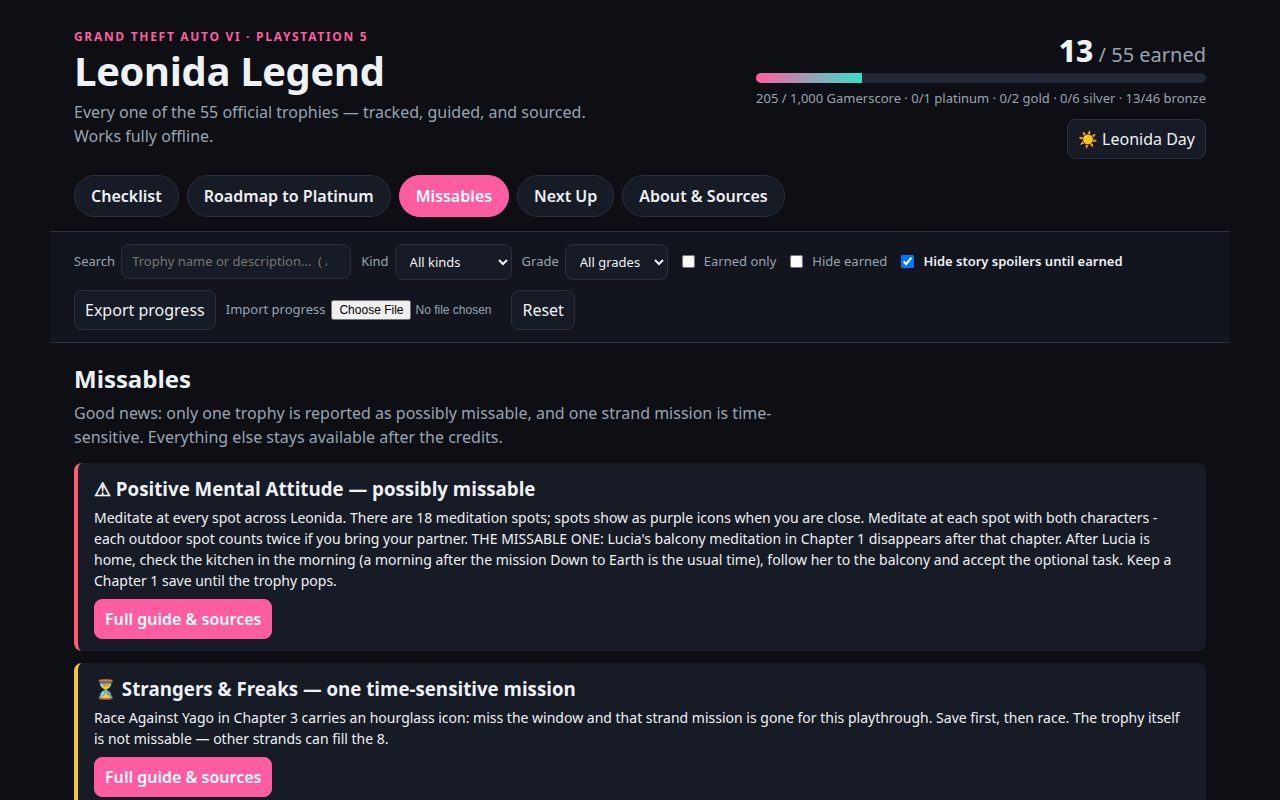 GRAND THEFT AUTO VI · PLAYSTATION 5
Leonida Legend
Every one of the 55 official trophies — tracked, guided, and sourced.
Works fully offline.
13 / 55 earned
205 / 1,000 Gamerscore · 0/1 platinum · 0/2 gold · 0/6 silver · 13/46 bronze
☀️ Leonida Day
Checklist Roadmap to Platinum Missables Next Up About & Sources
Search Trophy name or description… ( / Kind All kinds Grade All grades Earned only Hide earned Hide story spoilers until earned
Export progress Import progress Choose File No file chosen Reset
Missables
Good news: only one trophy is reported as possibly missable, and one strand mission is time-
sensitive. Everything else stays available after the credits.
⚠ Positive Mental Attitude — possibly missable
Meditate at every spot across Leonida. There are 18 meditation spots; spots show as purple icons when you are close. Meditate at each spot with both characters -
each outdoor spot counts twice if you bring your partner. THE MISSABLE ONE: Lucia's balcony meditation in Chapter 1 disappears after that chapter. After Lucia is
home, check the kitchen in the morning (a morning after the mission Down to Earth is the usual time), follow her to the balcony and accept the optional task. Keep a
Chapter 1 save until the trophy pops.
Full guide & sources
⏳ Strangers & Freaks — one time-sensitive mission
Race Against Yago in Chapter 3 carries an hourglass icon: miss the window and that strand mission is gone for this playthrough. Save first, then race. The trophy itself
is not missable — other strands can fill the 8.
Full guide & sources